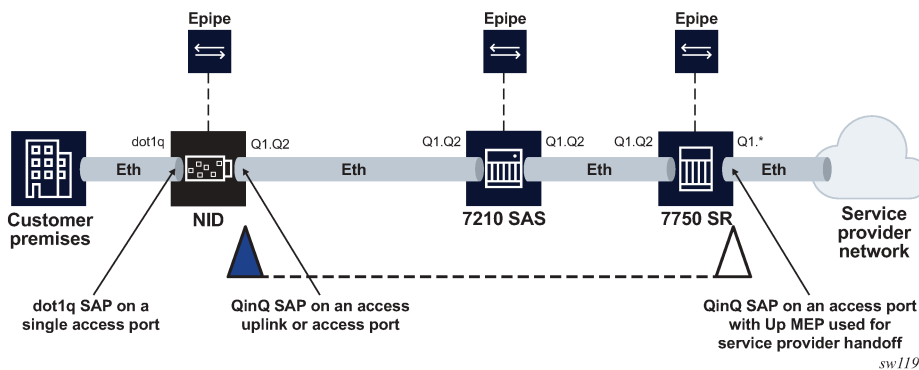 Epipe
Epipe
Epipe
dot1q
Q1.Q2
Q1.Q2
Q1.Q2
Q1.Q2
Q1.*
Eth
Eth
Eth
Eth
Customer
premises
NID
7210 SAS
7750 SR
Service
provider
network
dot1q SAP on a
single access port
QinQ SAP on an access
uplink or access port
QinQ SAP on an access port
with Up MEP used for
service provider handoff
sw119